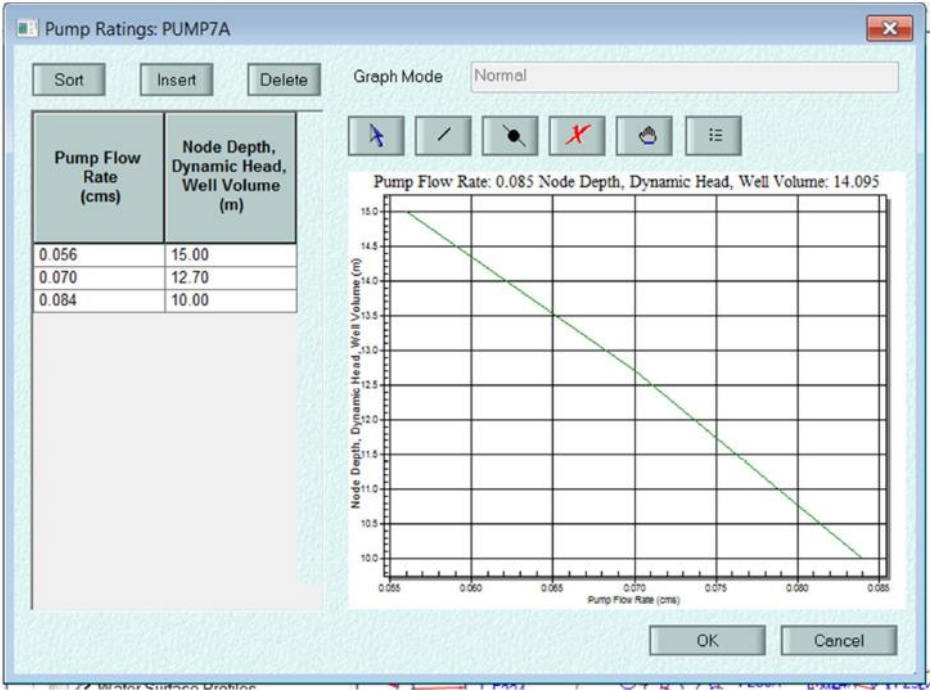 Pump Ratings: PUMP7A
Sort
Insert
Delete
Graph Mode
Normal
Pump Flow
Rate
(cms)
Node Depth,
Dynamic Head,
Well Volume
(m)
0.056 15.00
0.070 12.70
0.084 10.00
Pump Flow Rate: 0.085 Node Depth, Dynamic Head, Well Volume: 14.095
Node Depth, Dynamic Head, Well Volume (m)
15.0
14.5
14.0
13.5
13.0
12.5
12.0
11.5
11.0
10.5
10.0
0.055 0.060 0.065 0.070 0.075 0.080 0.085
Pump Flow Rate (cms)
OK
Cancel
Water Surface Profiles